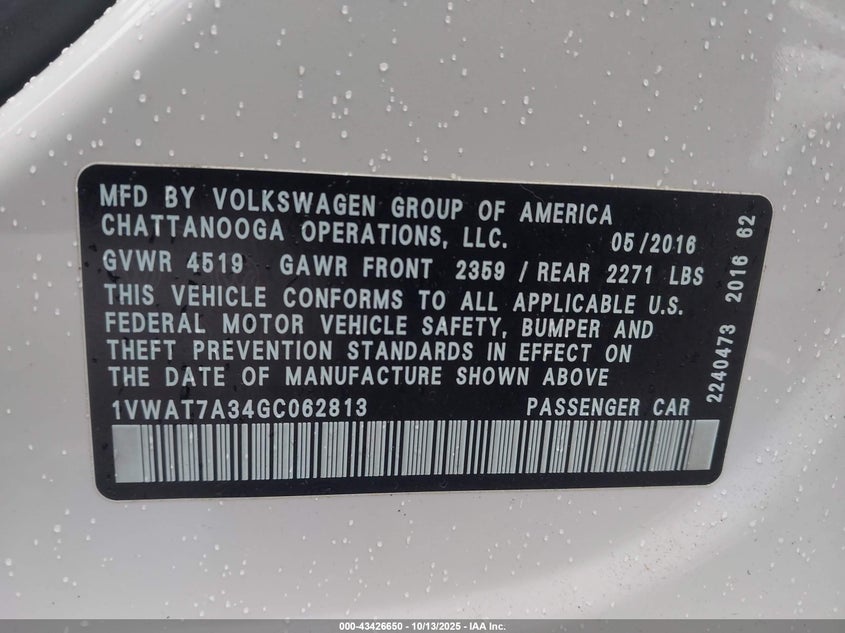 MFD BY VOLKSWAGEN GROUP OF AMERICA
CHATTANOOGA OPERATIONS, LLC. 05/2016
GVWR 4519 GAWR FRONT 2359 / REAR 2271 LBS
THIS VEHICLE CONFORMS TO ALL APPLICABLE U.S.
FEDERAL MOTOR VEHICLE SAFETY, BUMPER AND
THEFT PREVENTION STANDARDS IN EFFECT ON
THE DATE OF MANUFACTURE SHOWN ABOVE
1VWAT7A34GC062813 PASSENGER CAR
2240473 2016 62
000-43426650 - 10/13/2025 - IAA Inc.